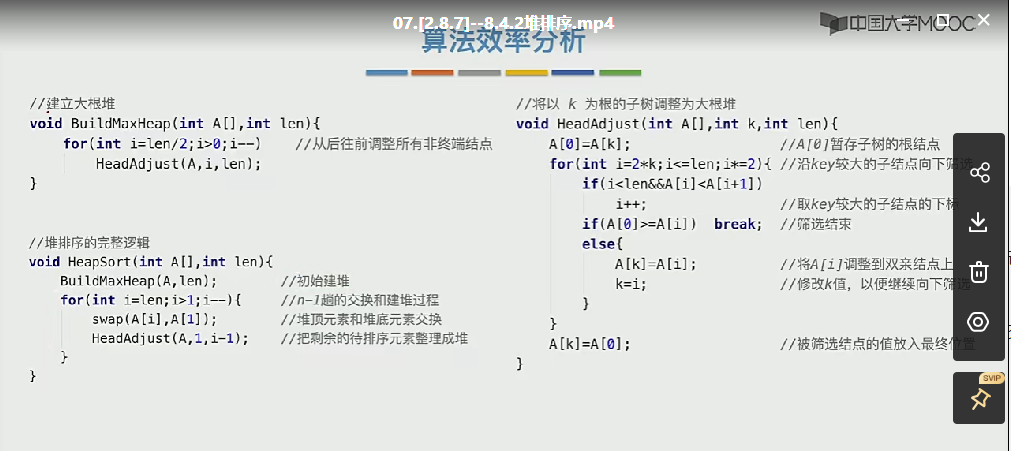 07.[2.8.7]--8.4.2堆排序.mp4
中国大学MOOC
算法效率分析
//建立大根堆
void BuildMaxHeap(int A[],int len){
for(int i=len/2;i>0;i--) //从后往前调整所有非终端结点
HeadAdjust(A,i,len);
}
//堆排序的完整逻辑
void HeapSort(int A[],int len){
BuildMaxHeap(A,len); //初始建堆
for(int i=len;i>1;i--){ //n-1趟的交换和建堆过程
swap(A[i],A[1]); //堆顶元素和堆底元素交换
HeadAdjust(A,1,i-1); //把剩余的待排序元素整理成堆
}
}
//将以 k 为根的子树调整为大根堆
void HeadAdjust(int A[],int k,int len){
A[0]=A[k]; //A[0]暂存子树的根结点
for(int i=2*k;i<=len;i*=2){ //沿key较大的子结点向下筛选
if(i<len&&A[i]<A[i+1])
i++; //取key较大的子结点的下标
if(A[0]>=A[i]) break; //筛选结束
else{
A[k]=A[i]; //将A[i]调整到双亲结点上
k=i; //修改k值，以便继续向下筛选
}
}
A[k]=A[0]; //被筛选结点的值放入最终位置
}
SVIP